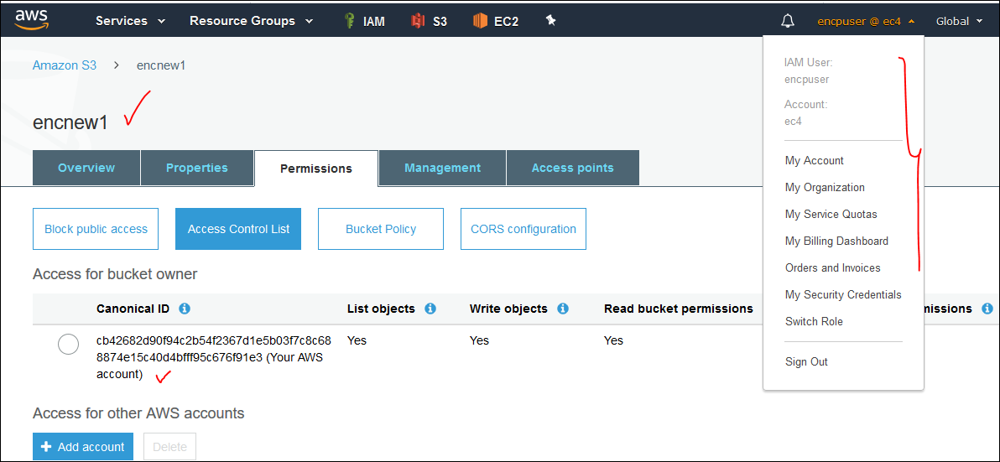 aws Services Resource Groups IAM S3 EC2 encpuser @ ec4 Global
Amazon S3 > encnew1
encnew1
IAM User:
encpuser
Account:
ec4
My Account
My Organization
My Service Quotas
My Billing Dashboard
Orders and Invoices
My Security Credentials
Switch Role
Sign Out
Overview Properties Permissions Management Access points
Block public access Access Control List Bucket Policy CORS configuration
Access for bucket owner
Canonical ID List objects Write objects Read bucket permissions missions
cb42682d90f94c2b54f2367d1e5b03f7c8c68 Yes Yes Yes
8874e15c40d4bfff95c676f91e3 (Your AWS
account)
Access for other AWS accounts
+ Add account Delete